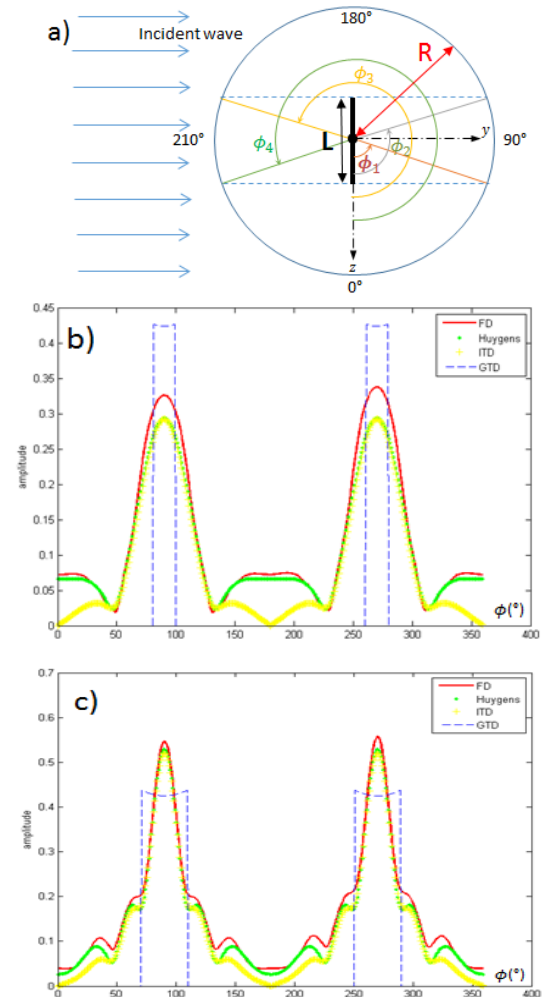 a)
Incident wave
180°
R
ϕ3
210°
ϕ4
L
ϕ2
ϕ1
y
90°
z
0°
b)
FD
Huygens
ITD
GTD
amplitude
0.45
0.4
0.35
0.3
0.25
0.2
0.15
0.1
0.05
0
0 50 100 150 200 250 300 350 400
ϕ(°)
c)
FD
Huygens
ITD
GTD
amplitude
0.7
0.6
0.5
0.4
0.3
0.2
0.1
0
0 50 100 150 200 250 300 350 400
ϕ(°)